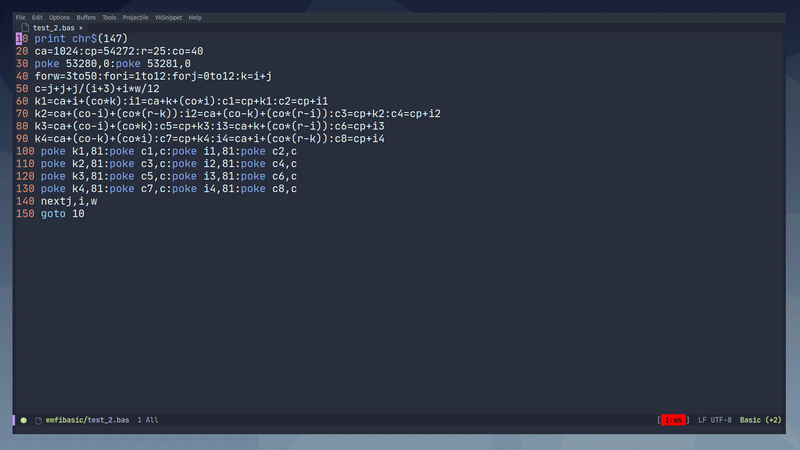 File Edit Options Buffers Tools Projectile YASnippet Help
test_2.bas ×
10 print chr$(147)
20 ca=1024:cp=54272:r=25:co=40
30 poke 53280,0:poke 53281,0
40 forw=3to50:fori=1to12:forj=0to12:k=i+j
50 c=j+j+j/(i+3)+i*w/12
60 k1=ca+i+(co*k):i1=ca+k+(co*i):c1=cp+k1:c2=cp+i1
70 k2=ca+(co-i)+(co*(r-k)):i2=ca+(co-k)+(co*(r-i)):c3=cp+k2:c4=cp+i2
80 k3=ca+(co-i)+(co*k):c5=cp+k3:i3=ca+k+(co*(r-i)):c6=cp+i3
90 k4=ca+(co-k)+(co*i):c7=cp+k4:i4=ca+i+(co*(r-k)):c8=cp+i4
100 poke k1,81:poke c1,c:poke i1,81:poke c2,c
110 poke k2,81:poke c3,c:poke i2,81:poke c4,c
120 poke k3,81:poke c5,c:poke i3,81:poke c6,c
130 poke k4,81:poke c7,c:poke i4,81:poke c8,c
140 nextj,i,w
150 goto 10
emfibasic/test_2.bas 1 All [ 1:ws ] LF UTF-8 Basic (+2)